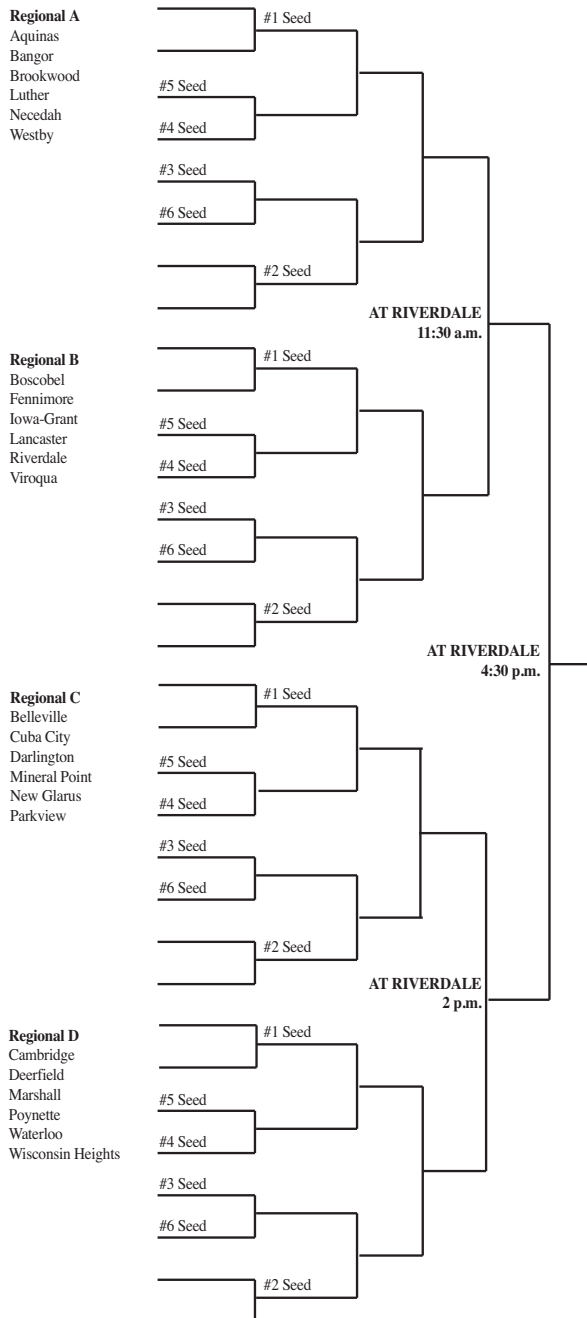 Regional A
Aquinas
Bangor
Brookwood
Luther
Necedah
Westby
#1 Seed
#5 Seed
#4 Seed
#3 Seed
#6 Seed
#2 Seed
AT RIVERDALE
11:30 a.m.
Regional B
Boscobel
Fennimore
Iowa-Grant
Lancaster
Riverdale
Viroqua
#1 Seed
#5 Seed
#4 Seed
#3 Seed
#6 Seed
#2 Seed
AT RIVERDALE
4:30 p.m.
Regional C
Belleville
Cuba City
Darlington
Mineral Point
New Glarus
Parkview
#1 Seed
#5 Seed
#4 Seed
#3 Seed
#6 Seed
#2 Seed
AT RIVERDALE
2 p.m.
Regional D
Cambridge
Deerfield
Marshall
Poynette
Waterloo
Wisconsin Heights
#1 Seed
#5 Seed
#4 Seed
#3 Seed
#6 Seed
#2 Seed